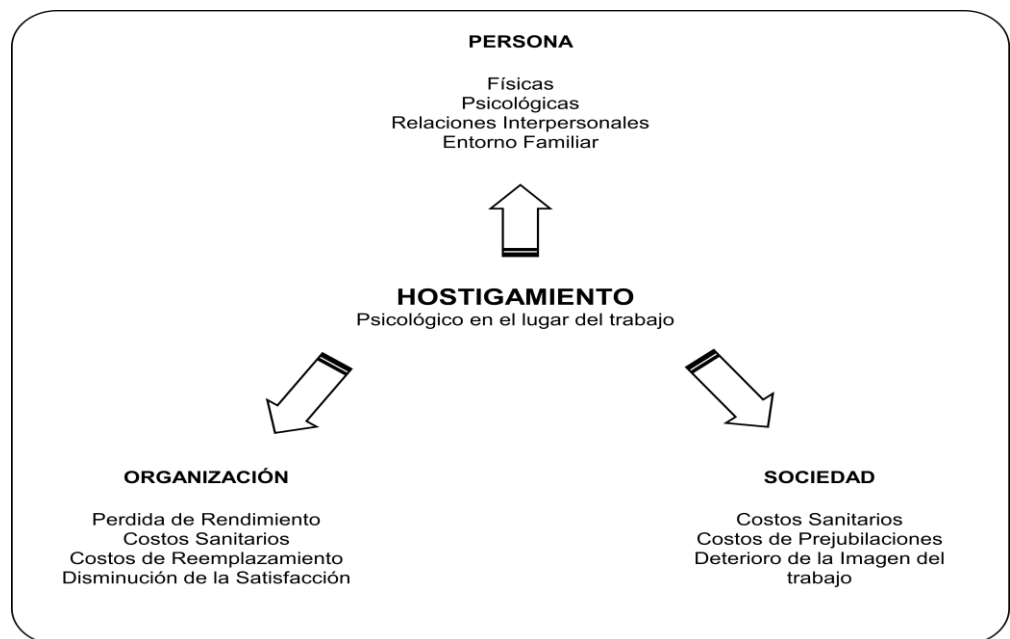 PERSONA
Físicas
Psicológicas
Relaciones Interpersonales
Entorno Familiar
HOSTIGAMIENTO
Psicológico en el lugar del trabajo
ORGANIZACIÓN
Perdida de Rendimiento
Costos Sanitarios
Costos de Reemplazamiento
Disminución de la Satisfacción
SOCIEDAD
Costos Sanitarios
Costos de Prejubilaciones
Deterioro de la Imagen del
trabajo